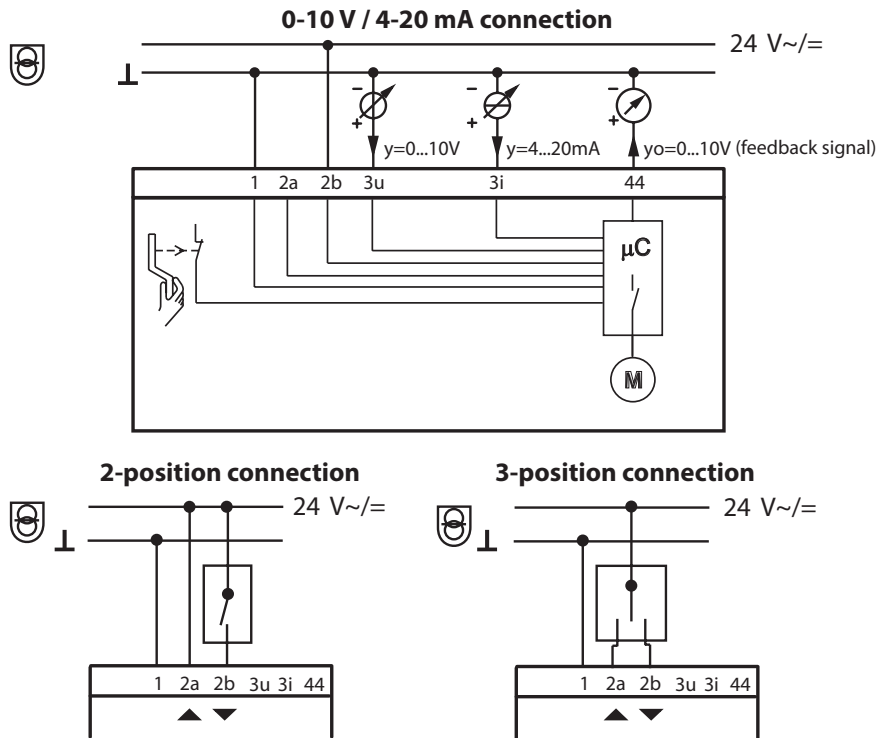 0-10 V / 4-20 mA connection
24 V~/=
⊥
- - -
+ + +
y=0...10V y=4...20mA yo=0...10V (feedback signal)
1 2a 2b 3u 3i 44
μC
M
2-position connection
24 V~/=
⊥
1 2a 2b 3u 3i 44
▲ ▼
3-position connection
24 V~/=
⊥
1 2a 2b 3u 3i 44
▲ ▼